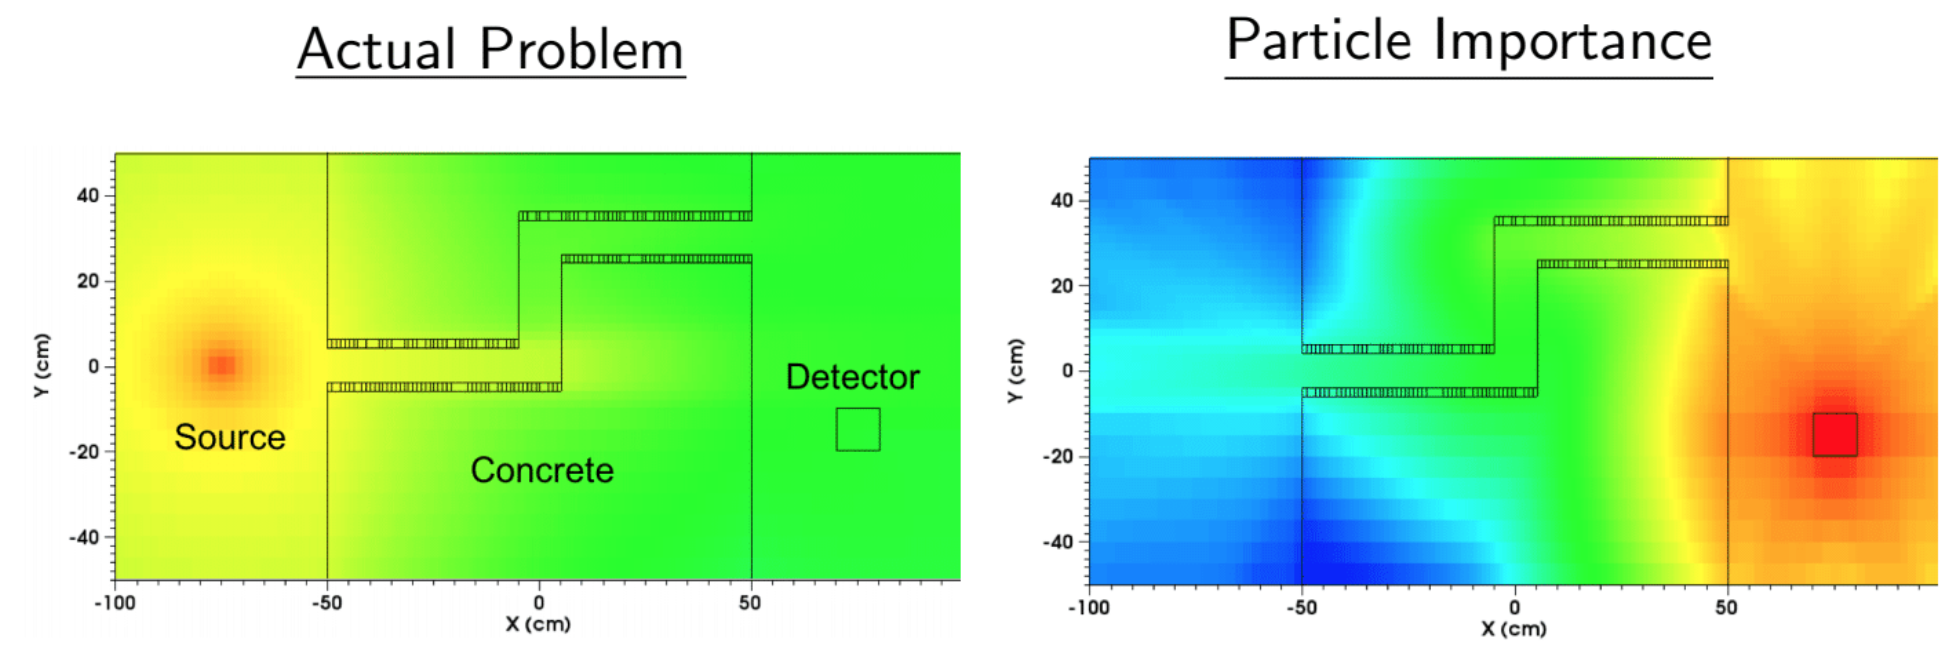 Actual Problem
40
20
0
-20
-40
Y (cm)
Source
Concrete
Detector
-100
-50
0
50
X (cm)
Particle Importance
40
20
0
-20
-40
Y (cm)
-100
-50
0
50
X (cm)